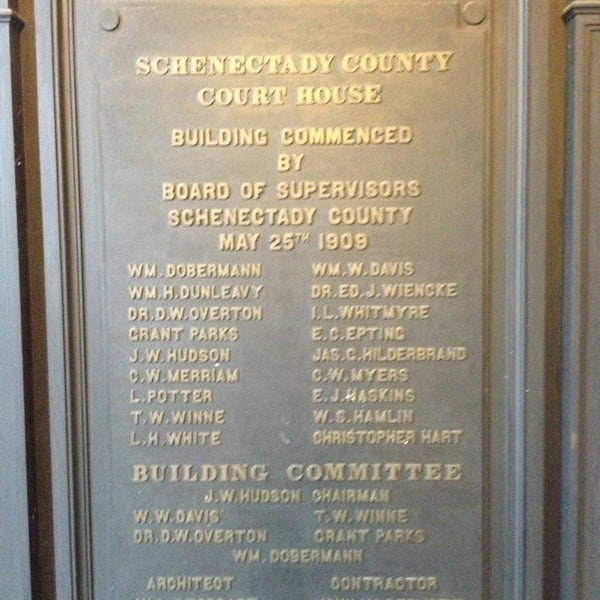 SCHENECTADY COUNTY
COURT HOUSE
BUILDING COMMENCED
BY
BOARD OF SUPERVISORS
SCHENECTADY COUNTY
MAY 25TH 1909
WM. DOBERMANN WM. W. DAVIS
WM. H. DUNLEAVY DR. ED. J. WIENCKE
DR. D. W. OVERTON I. L. WHITMYRE
GRANT PARKS E. C. EPTING
J. W. HUDSON JAS. G. HILDERBRAND
C. W. MERRIAM C. W. MYERS
L. POTTER E. J. HASKINS
T. W. WINNE W. S. HAMLIN
L. H. WHITE CHRISTOPHER HART
BUILDING COMMITTEE
J. W. HUDSON CHAIRMAN
W. W. DAVIS T. W. WINNE
DR. D. W. OVERTON GRANT PARKS
WM. DOBERMANN
ARCHITECT CONTRACTOR